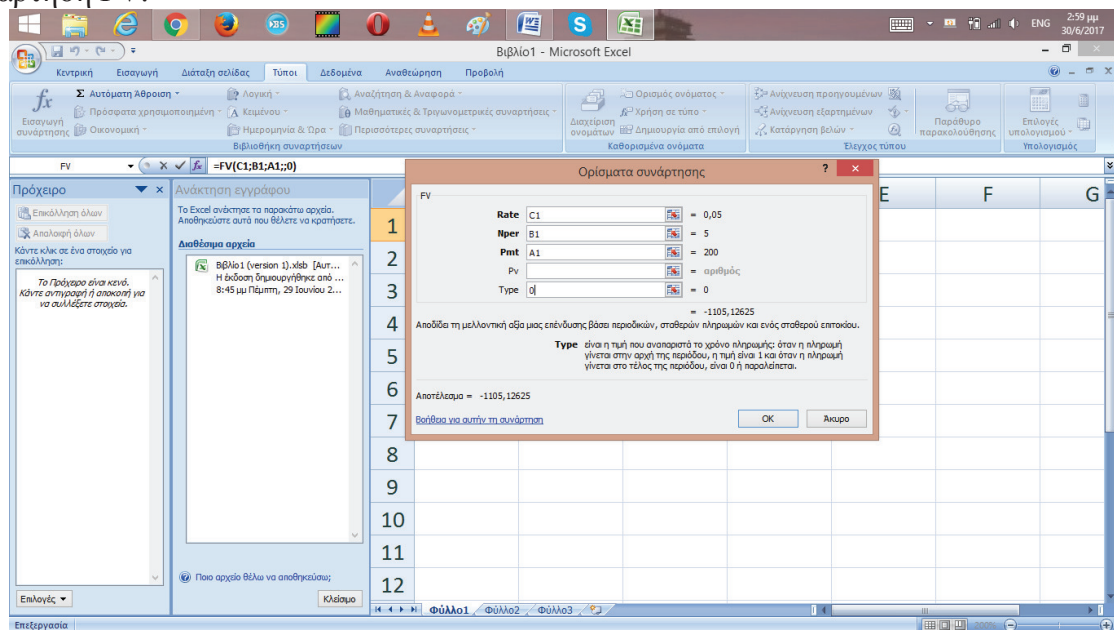 2:59 μμ
ENG
30/6/2017
Βιβλίο1 - Microsoft Excel
Κεντρική Εισαγωγή Διάταξη σελίδας Τύποι Δεδομένα Αναθεώρηση Προβολή
Εισαγωγή συνάρτησης
Σ Αυτόματη Άθροιση
Πρόσφατα χρησιμοποιημένη
Οικονομική
Λογική
Κειμένου
Ημερομηνία & Ώρα
Αναζήτηση & Αναφορά
Μαθηματικές & Τριγωνομετρικές συναρτήσεις
Περισσότερες συναρτήσεις
Βιβλιοθήκη συναρτήσεων
Διαχείριση ονομάτων
Ορισμός ονόματος
Χρήση σε τύπο
Δημιουργία από επιλογή
Καθορισμένα ονόματα
Ανίχνευση προηγουμένων
Ανίχνευση εξαρτημένων
Κατάργηση βελών
Έλεγχος τύπου
Παράθυρο παρακολούθησης
Επιλογές υπολογισμού
Υπολογισμός
FV
fx =FV(C1;B1;A1;;0)
Πρόχειρο
Επικόλληση όλων
Απαλοιφή όλων
Κάντε κλικ σε ένα στοιχείο για
επικόλληση:
Το Πρόχειρο είναι κενό.
Κάντε αντιγραφή ή αποκοπή για
να συλλέξετε στοιχεία.
Επιλογές
Ανάκτηση εγγράφου
Το Excel ανέκτησε τα παρακάτω αρχεία.
Αποθηκεύστε αυτά που θέλετε να κρατήσετε.
Διαθέσιμα αρχεία
Βιβλίο1 (version 1).xlsb [Αυτ...
Η έκδοση δημιουργήθηκε από ...
8:45 μμ Πέμπτη, 29 Ιουνίου 2...
Ποιο αρχείο θέλω να αποθηκεύσω;
Κλείσιμο
Ορίσματα συνάρτησης ? ×
FV
Rate C1 = 0,05
Nper B1 = 5
Pmt A1 = 200
Pv = αριθμός
Type 0 = 0
= -1105,12625
Αποδίδει τη μελλοντική αξία μιας επένδυσης βάσει περιοδικών, σταθερών πληρωμών και ενός σταθερού επιτοκίου.
Type είναι η τιμή που αναπαριστά το χρόνο πληρωμής: όταν η πληρωμή
γίνεται στην αρχή της περιόδου, η τιμή είναι 1 και όταν η πληρωμή
γίνεται στο τέλος της περιόδου, είναι 0 ή παραλείπεται.
Αποτέλεσμα = -1105,12625
Βοήθεια για αυτήν τη συνάρτηση
OK Άκυρο
E F G
1
2
3
4
5
6
7
8
9
10
11
12
Φύλλο1 Φύλλο2 Φύλλο3
Επεξεργασία
200%